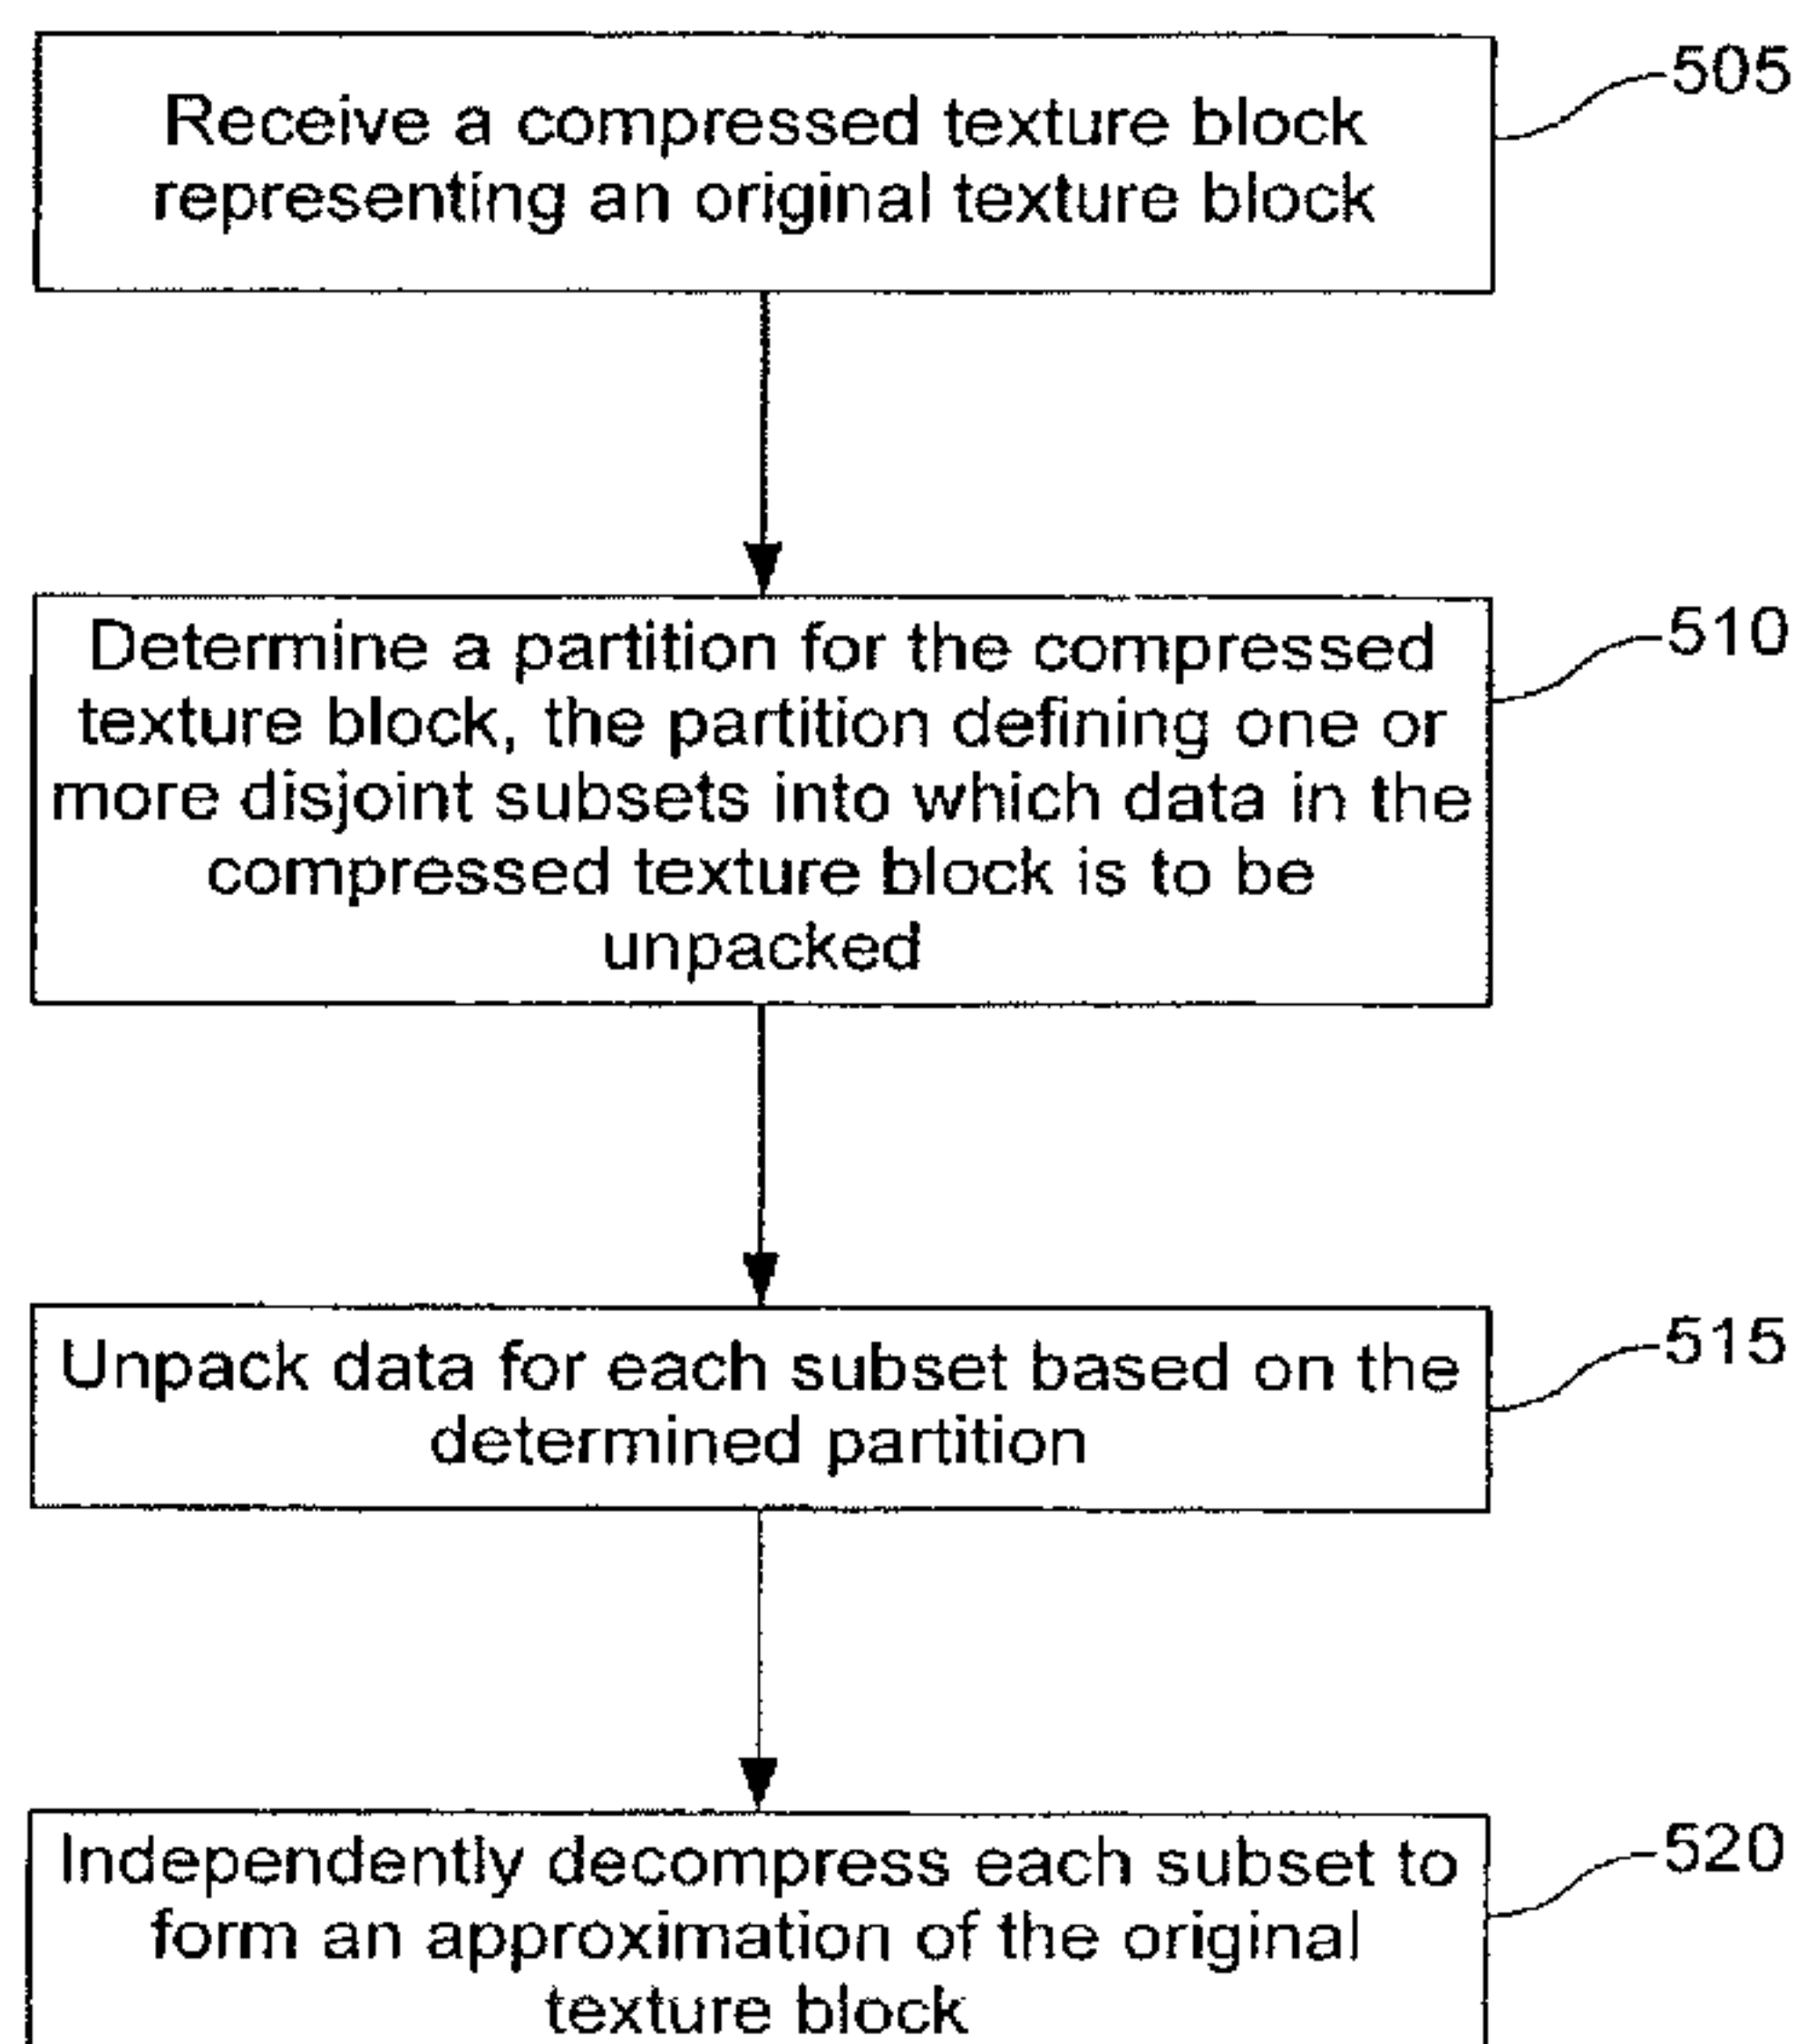 Receive a compressed texture block
representing an original texture block
505
Determine a partition for the compressed
texture block, the partition defining one or
more disjoint subsets into which data in the
compressed texture block is to be
unpacked
510
Unpack data for each subset based on the
determined partition
515
Independently decompress each subset to
form an approximation of the original
texture block
520